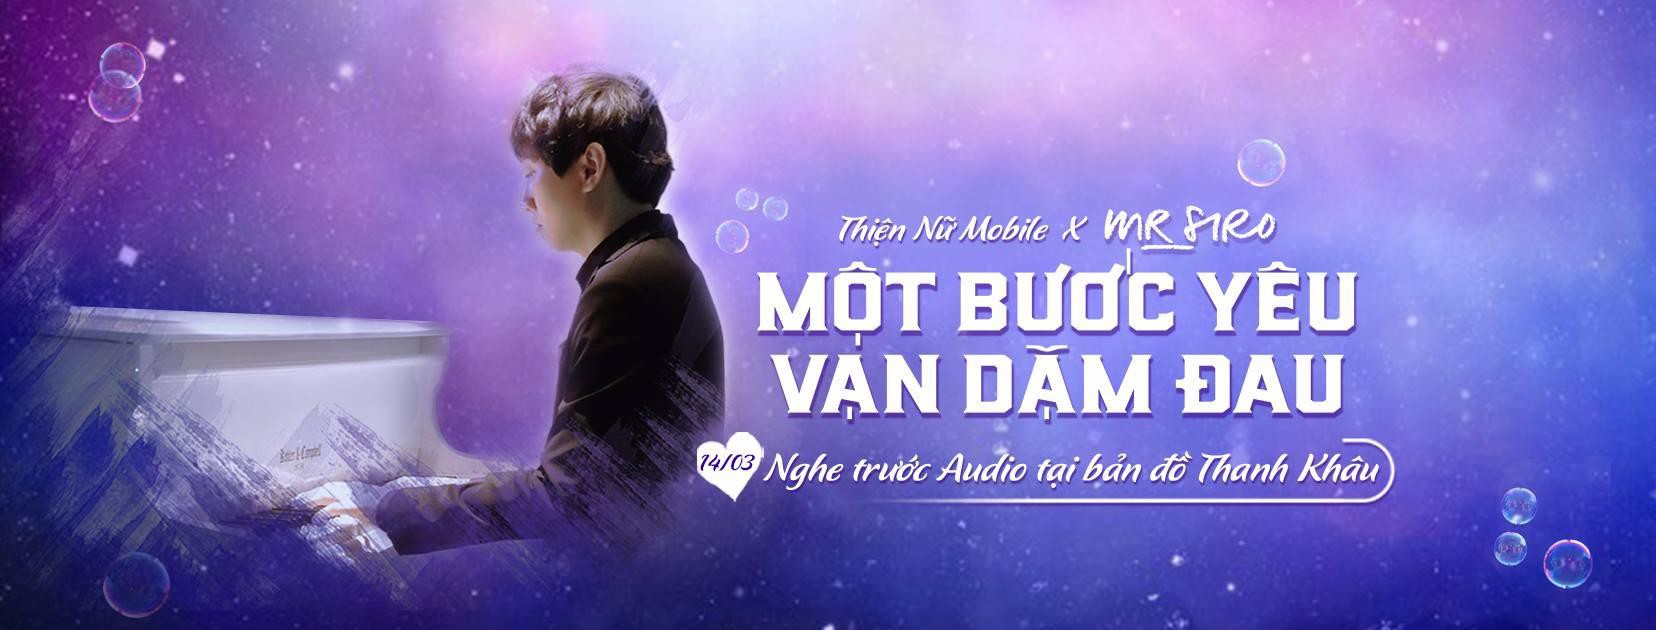 Thiện Nữ Mobile X MR SIRO
MỘT BƯỚC YÊU
VẠN DẶM ĐAU
14/03 Nghe trước Audio tại bản đồ Thanh Khâu